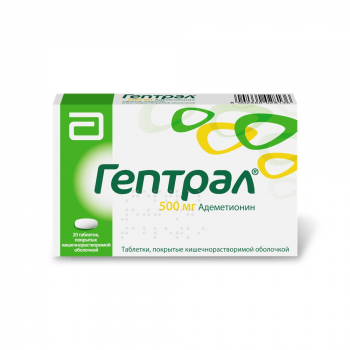 Гептрал®
500 мг Адеметионин
20 таблеток, покрытых
кишечнорастворимой
оболочкой
Таблетки, покрытые кишечнорастворимой оболочкой